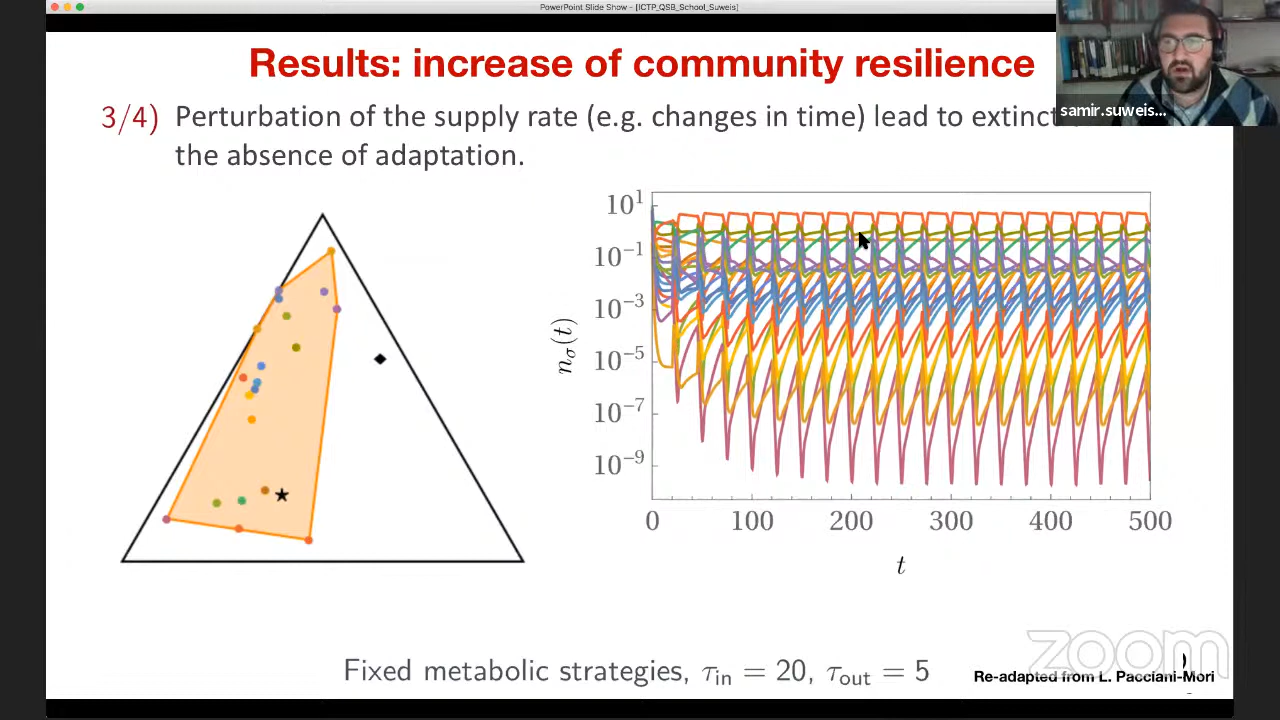 PowerPoint Slide Show - [ICTP_QSB_School_Suweis]
Results: increase of community resilience
samir.suweis...
3/4) Perturbation of the supply rate (e.g. changes in time) lead to
the absence of adaptation.
10¹
10⁻¹
10⁻³
10⁻⁵
10⁻⁷
10⁻⁹
n_σ(t)
0 100 200 300 400 500
t
zoom
Fixed metabolic strategies, τ_in = 20, τ_out = 5
Re-adapted from L. Pacciani-Mori